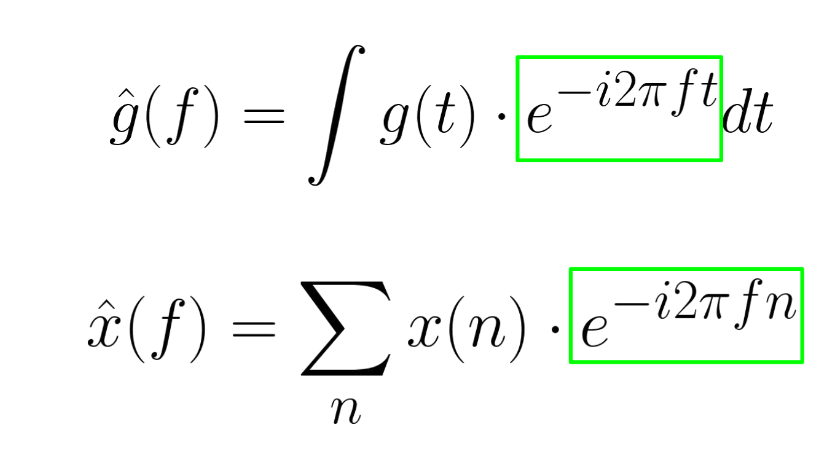 ĝ(f) = ∫ g(t) · e^{-i2πft} dt
x̂(f) = ∑_n x(n) · e^{-i2πfn}